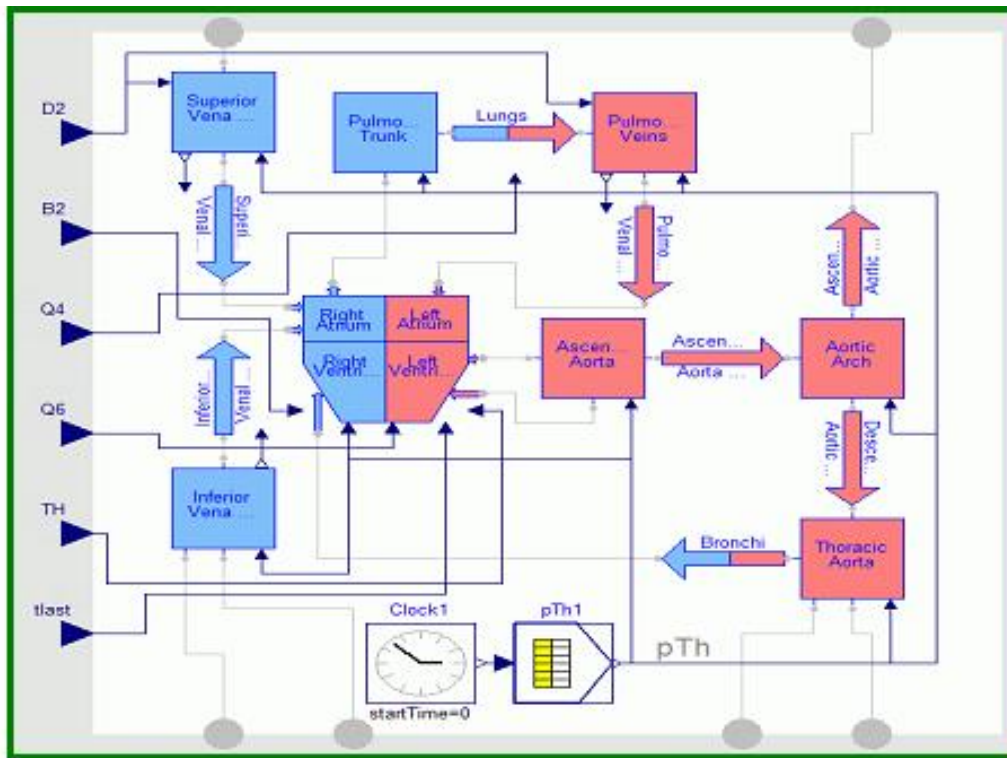 D2
Superior
Vena ....
Pulmo...
Trunk
Lungs
Pulmo...
Veins
B2
Superi ...
Venal ...
Pulmo...
Venal ...
Ascen...
Aortic ...
Q4
Right
Atrium
Left
Atrium
Right
Ventri...
Left
Ventri...
Ascen...
Aorta
Ascen...
Aorta ...
Aortic
Arch
Inferior...
Venal ...
Q6
Aortic ...
Desce...
Inferior
Vena ....
TH
Bronchi
Thoracic
Aorta
tlast
Clock1
pTh1
pTh
startTime=0